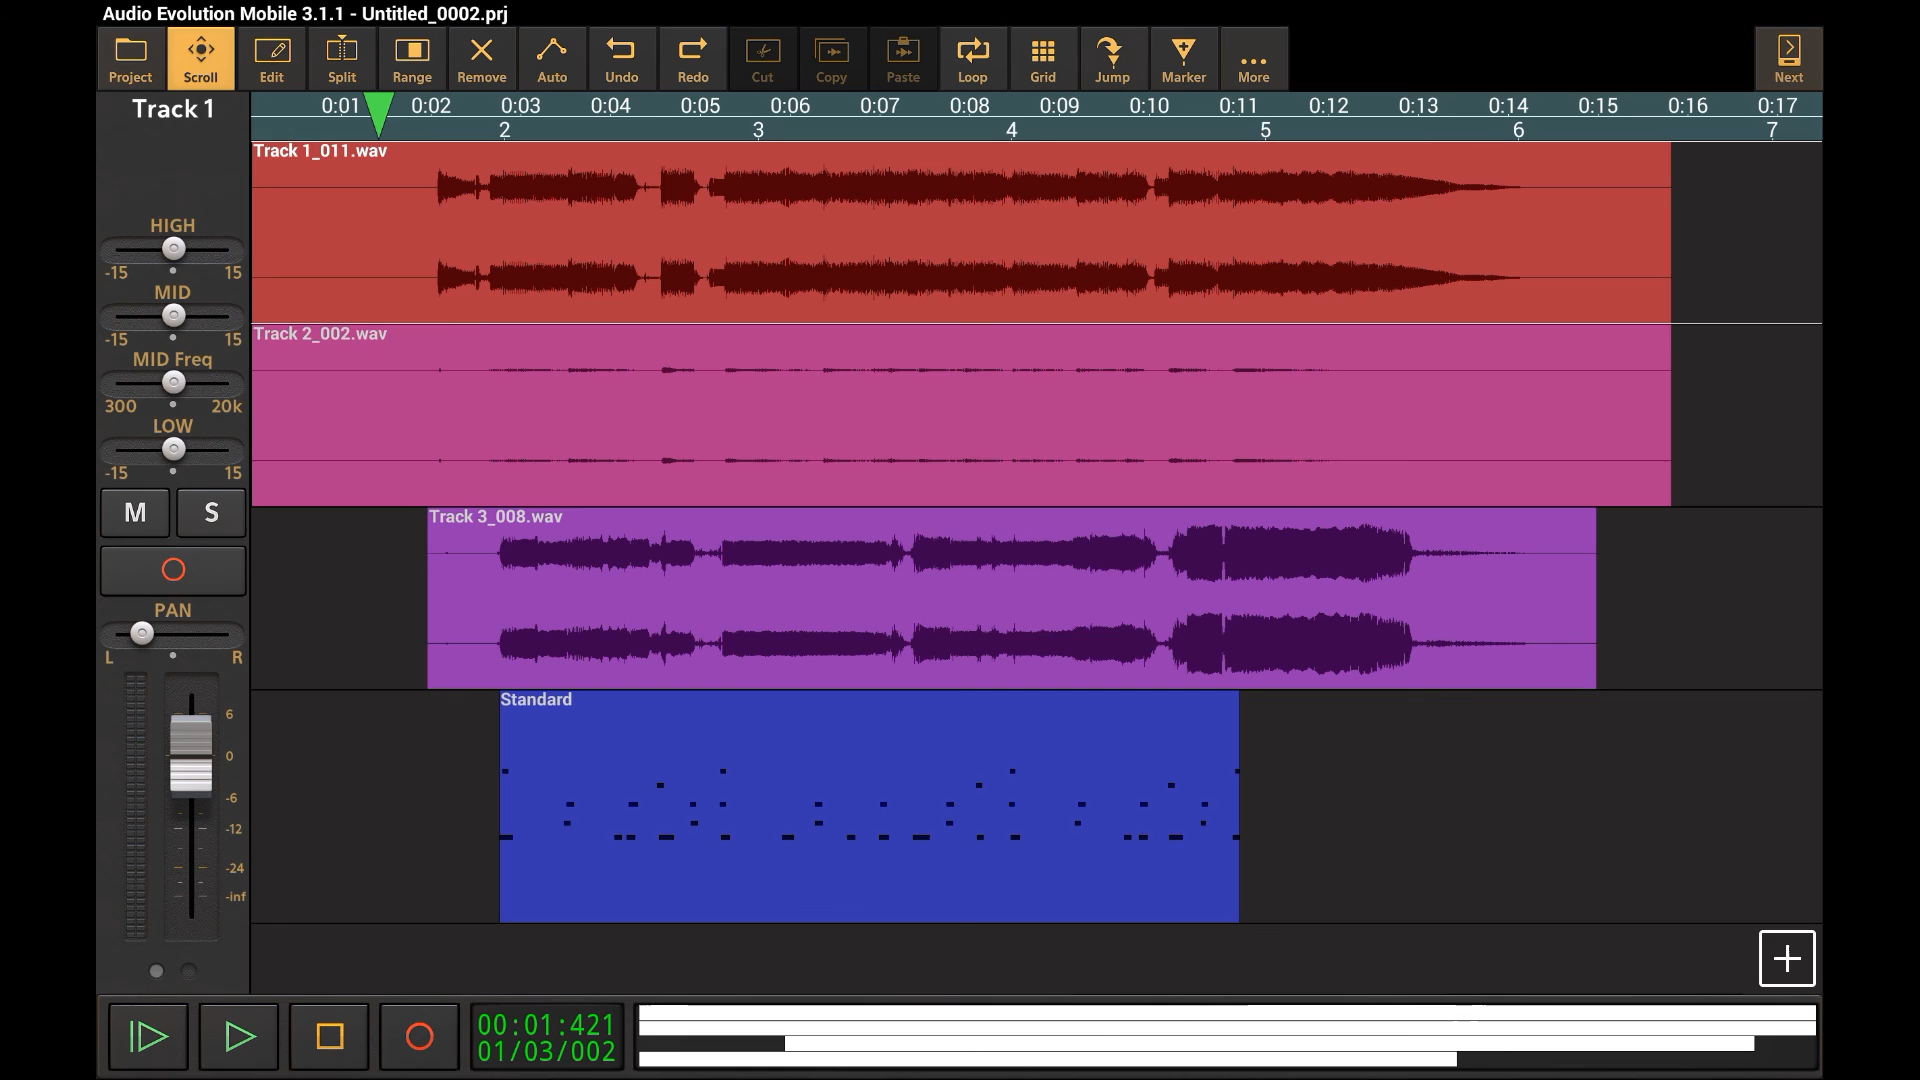 Audio Evolution Mobile 3.1.1 - Untitled_0002.prj
Project Scroll Edit Split Range Remove Auto Undo Redo Cut Copy Paste Loop Grid Jump Marker More Next
Track 1
0:01 0:02 0:03 0:04 0:05 0:06 0:07 0:08 0:09 0:10 0:11 0:12 0:13 0:14 0:15 0:16 0:17
2 3 4 5 6 7
Track 1_011.wav
HIGH
-15 15
MID
-15 15
Track 2_002.wav
MID Freq
300 20k
LOW
-15 15
M S
Track 3_008.wav
PAN
L R
Standard
6
0
-6
-12
-24
-inf
00:01:421
01/03/002